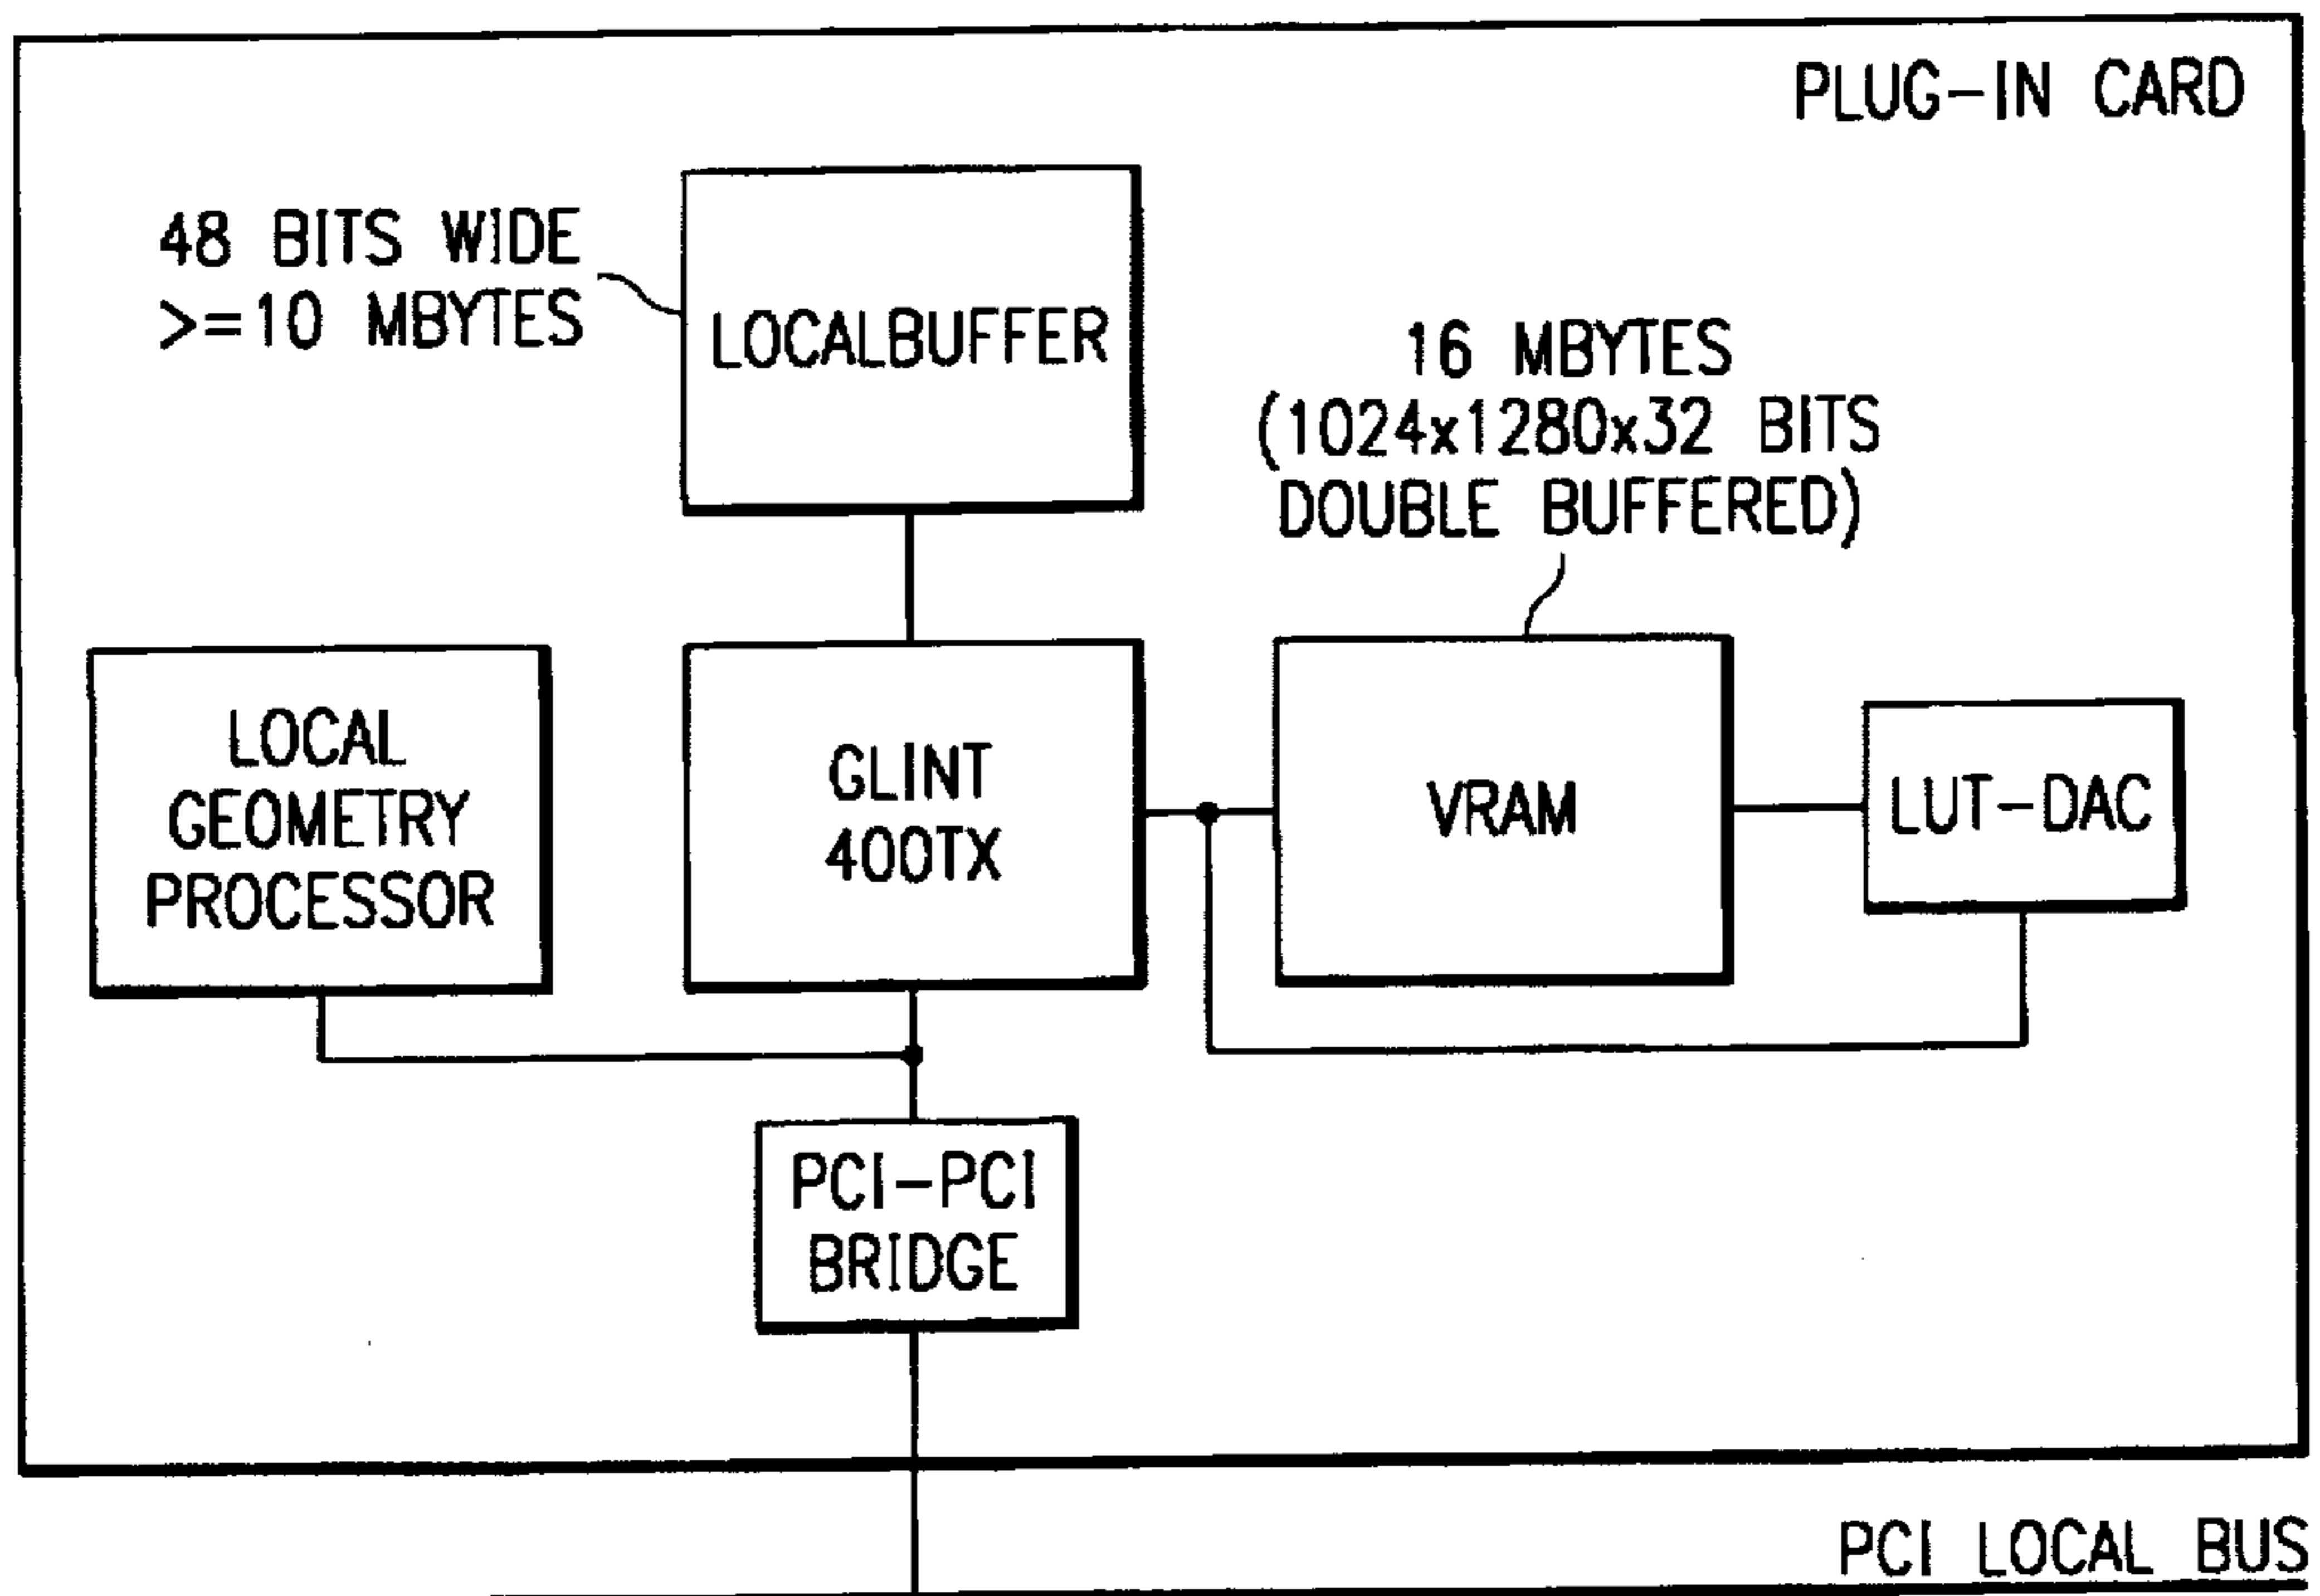 PLUG-IN CARD
48 BITS WIDE
>=10 MBYTES
LOCALBUFFER
16 MBYTES
(1024x1280x32 BITS
DOUBLE BUFFERED)
LOCAL
GEOMETRY
PROCESSOR
GLINT
400TX
VRAM
LUT-DAC
PCI-PCI
BRIDGE
PCI LOCAL BUS